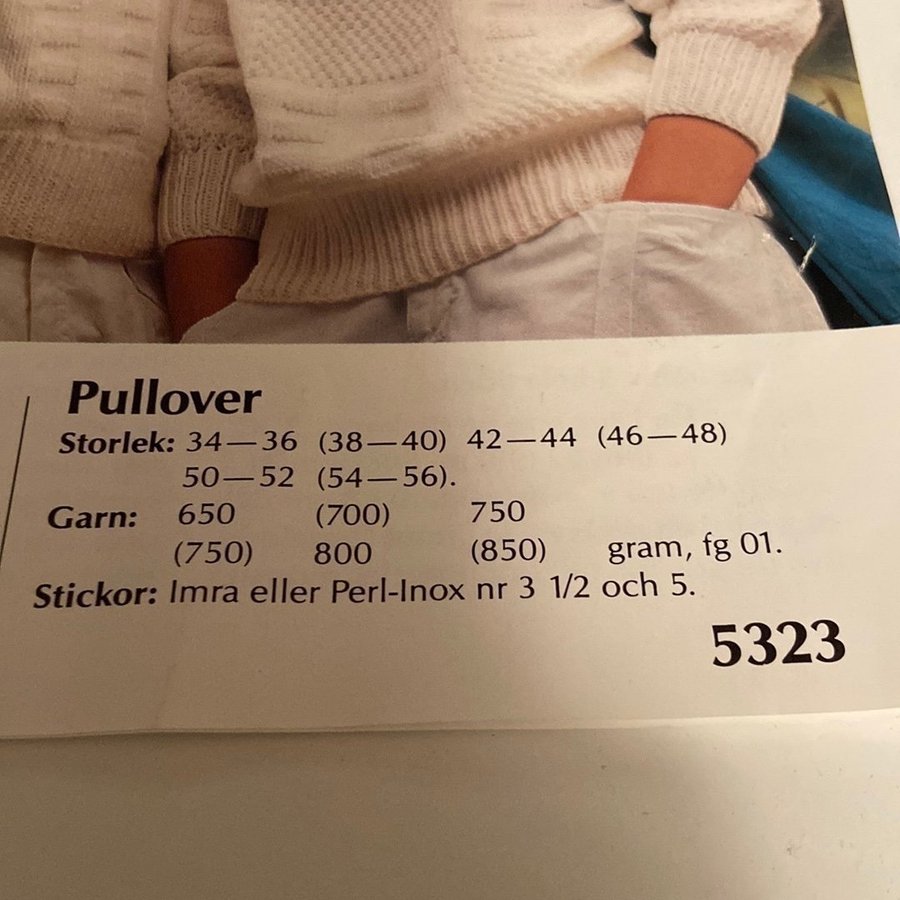 Pullover
Storlek: 34—36 (38—40) 42—44 (46—48)
50—52 (54—56).
Garn: 650 (700) 750
(750) 800 (850) gram, fg 01.
Stickor: Imra eller Perl-Inox nr 3 1/2 och 5.
5323